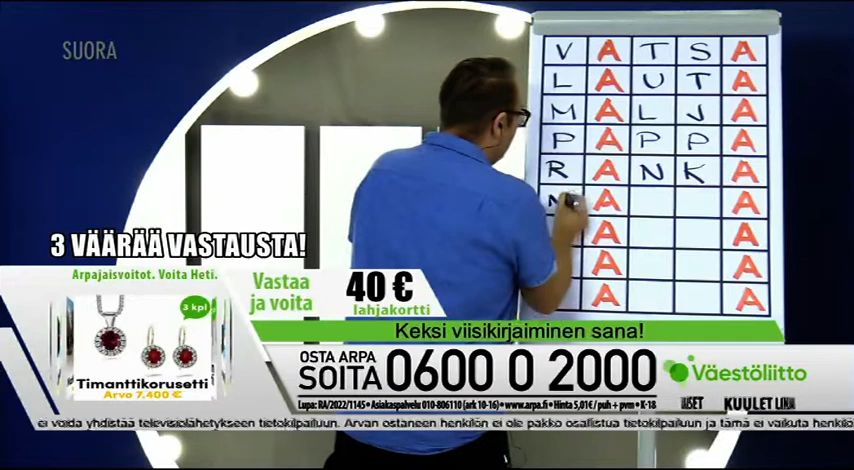 SUORA
V A T S A
L A U T A
M A L J A
P A P P A
R A N K A
A A
A A
A A
A A
3 VÄÄRÄÄ VASTAUSTA!
Arpajaisvoitot. Voita Heti.
3 kpl
Timanttikorusetti
Arvo 7.400 €
Vastaa ja voita
40 €
lahjakortti
Keksi viisikirjaiminen sana!
OSTA ARPA
SOITA 0600 0 2000
Väestöliitto
Lupa: RA/2022/1145 • Asiakaspalvelu 010-806110 (ark 10-16) • www.arpa.fi • Hinta 5,01€ / puh + pvm • K-18
KUULET LINJA
ei voida yhdistää televisiolähetykseen tietokilpailuun. Arvan ostaneen henkilön ei ole pakko osallistua tietokilpailuun ja tämä ei vaikuta henkilö